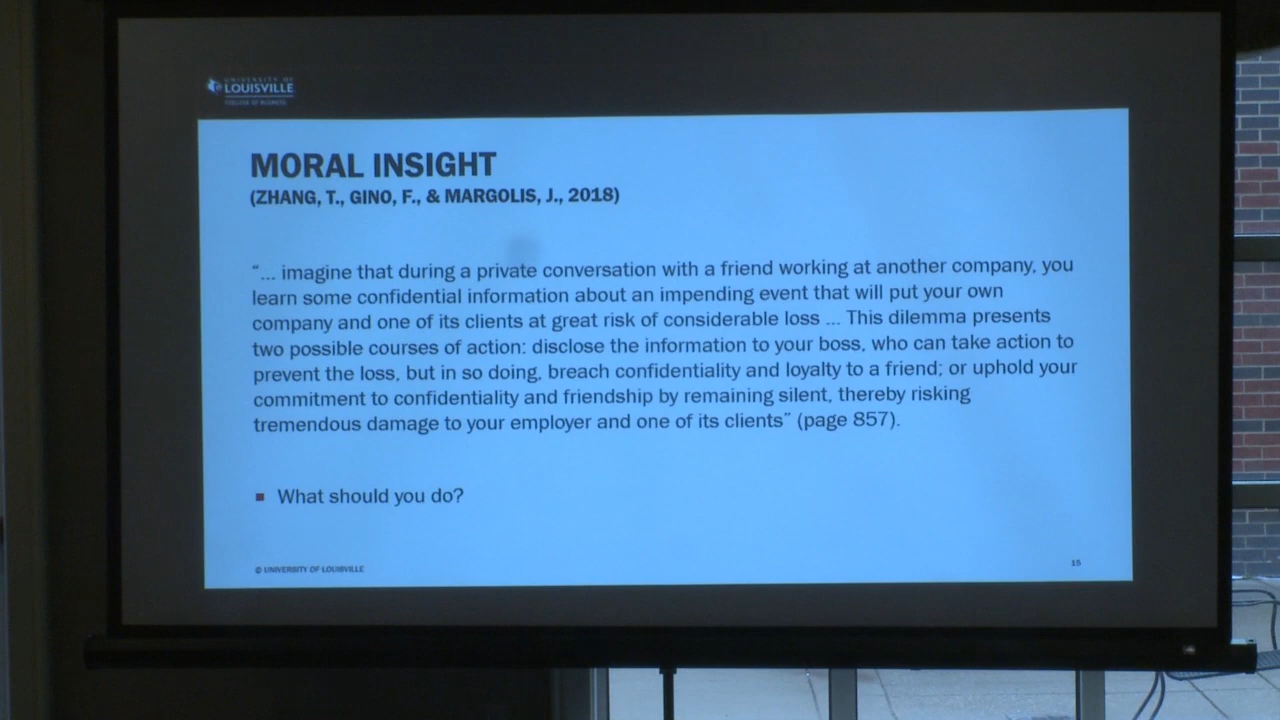 UNIVERSITY OF
LOUISVILLE
COLLEGE OF BUSINESS
MORAL INSIGHT
(ZHANG, T., GINO, F., & MARGOLIS, J., 2018)
“... imagine that during a private conversation with a friend working at another company, you
learn some confidential information about an impending event that will put your own
company and one of its clients at great risk of considerable loss ... This dilemma presents
two possible courses of action: disclose the information to your boss, who can take action to
prevent the loss, but in so doing, breach confidentiality and loyalty to a friend; or uphold your
commitment to confidentiality and friendship by remaining silent, thereby risking
tremendous damage to your employer and one of its clients” (page 857).
▪ What should you do?
© UNIVERSITY OF LOUISVILLE
15